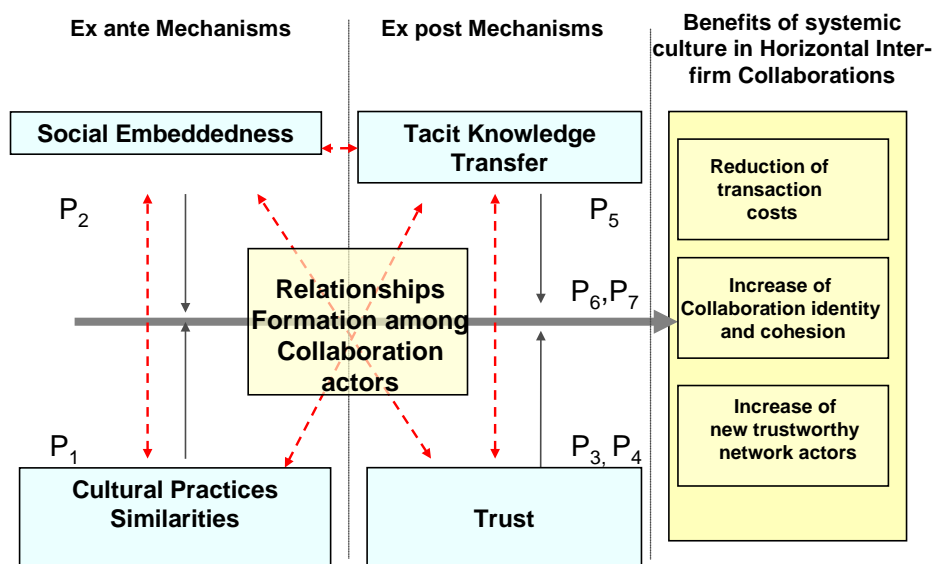 Ex ante Mechanisms
Ex post Mechanisms
Benefits of systemic
culture in Horizontal Inter-
firm Collaborations
Social Embeddedness
Tacit Knowledge
Transfer
Reduction of
transaction
costs
P2
P5
Relationships
Formation among
Collaboration
actors
P6,P7
Increase of
Collaboration identity
and cohesion
Increase of
new trustworthy
network actors
P1
P3, P4
Cultural Practices
Similarities
Trust